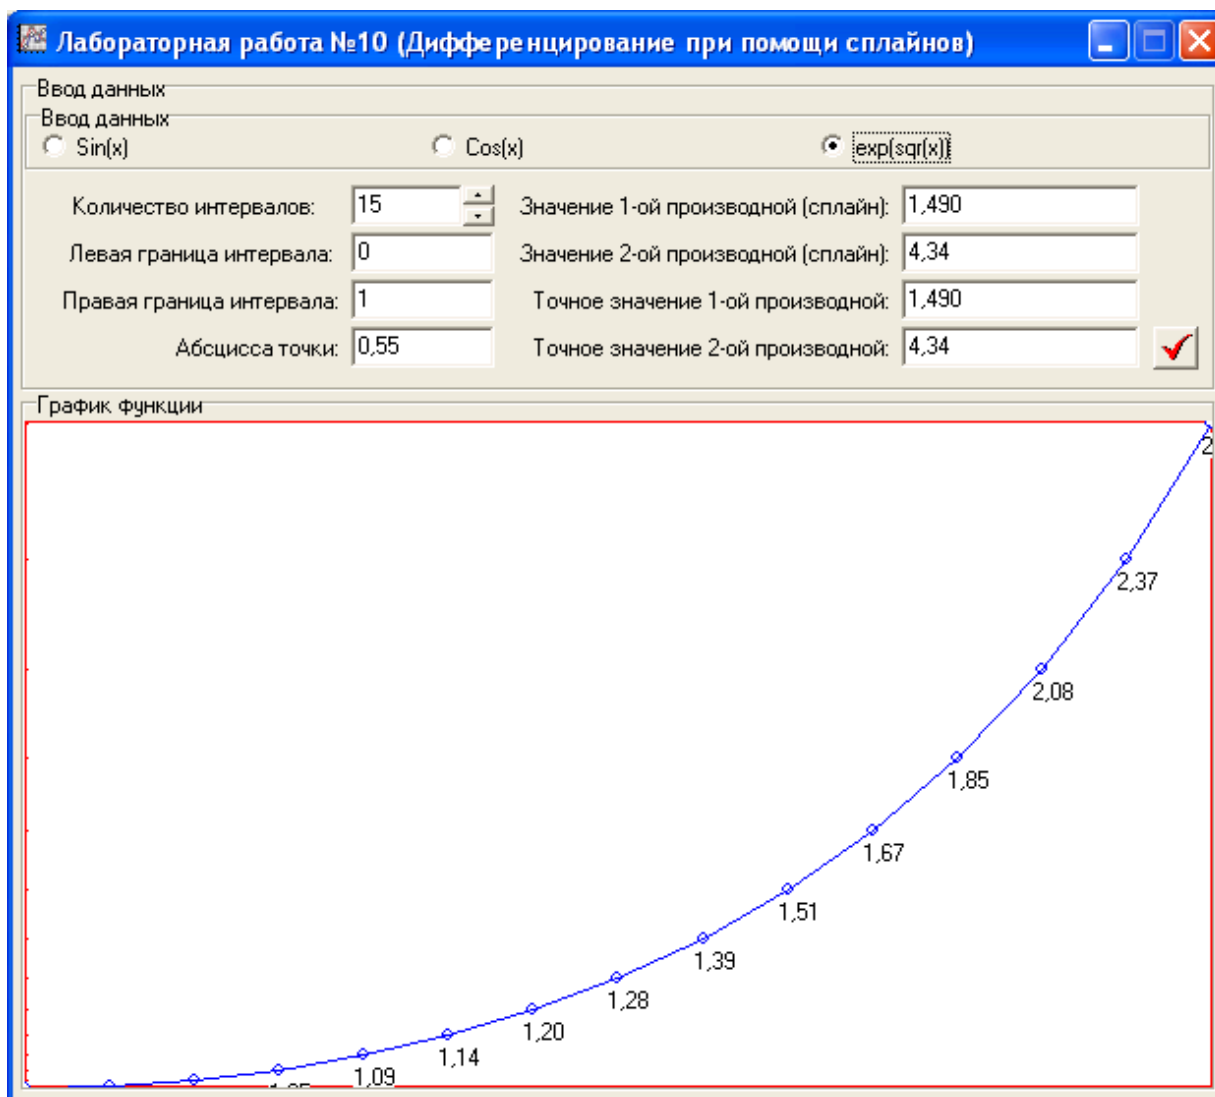 Лабораторная работа №10 (Дифференцирование при помощи сплайнов)
Ввод данных
Ввод данных
Sin(x) Cos(x) exp(sqr(x))
Количество интервалов: 15 Значение 1-ой производной (сплайн): 1,490
Левая граница интервала: 0 Значение 2-ой производной (сплайн): 4,34
Правая граница интервала: 1 Точное значение 1-ой производной: 1,490
Абсцисса точки: 0,55 Точное значение 2-ой производной: 4,34
График функции
2
2,37
2,08
1,85
1,67
1,51
1,39
1,28
1,20
1,14
1,09